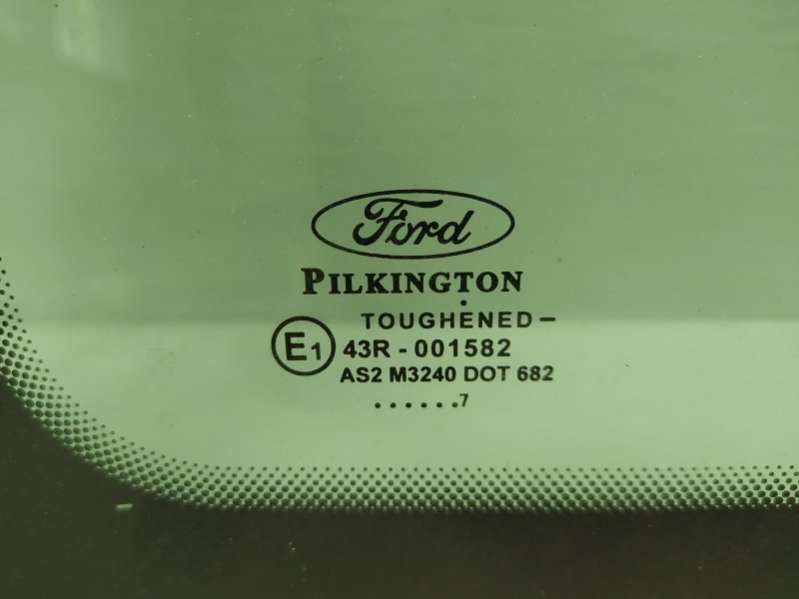 Ford
PILKINGTON
TOUGHENED –
E1 43R - 001582
AS2 M3240 DOT 682
. . . . . .7